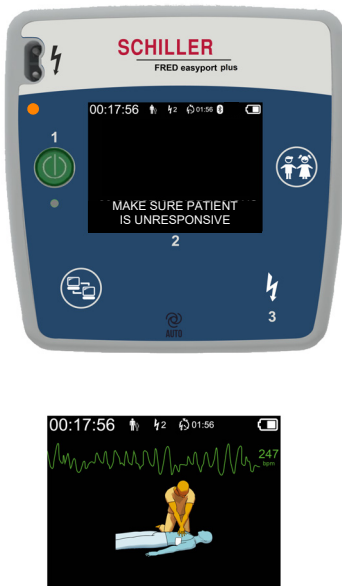 SCHILLER
FRED easyport plus
00:17:56 2 01:56
1
MAKE SURE PATIENT
IS UNRESPONSIVE
2
3
AUTO
00:17:56 2 01:56
247
bpm